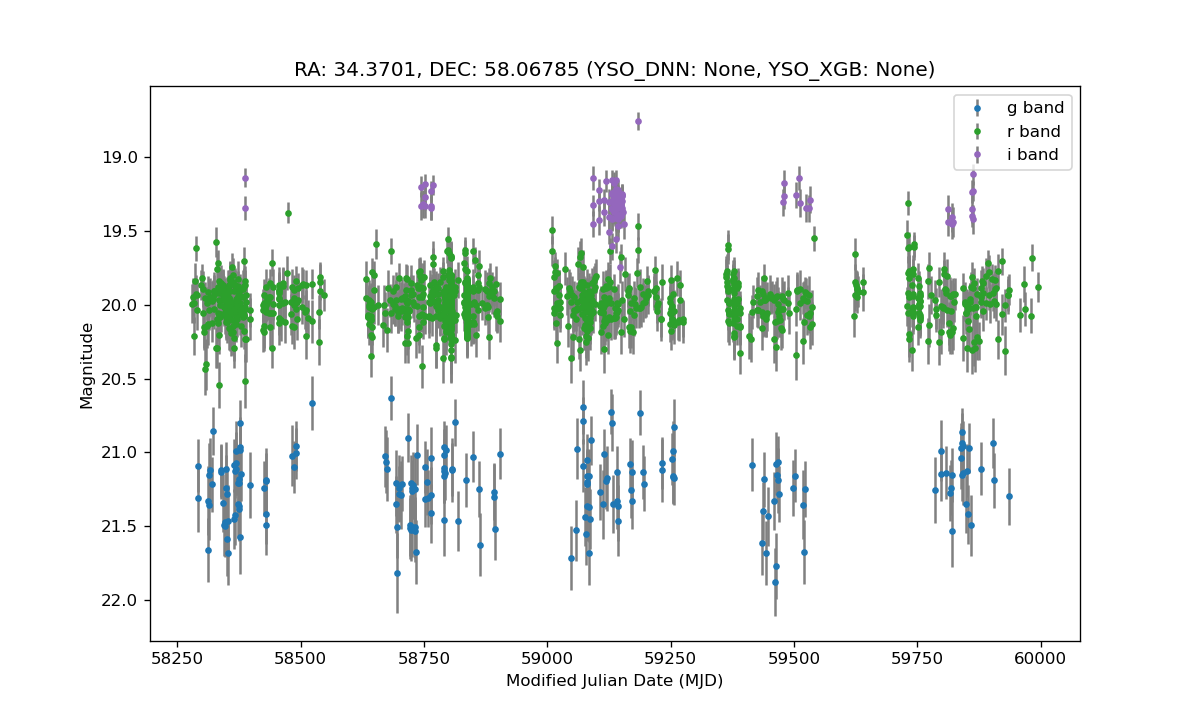 RA: 34.3701, DEC: 58.06785 (YSO_DNN: None, YSO_XGB: None)
g band
r band
i band
19.0
19.5
20.0
20.5
21.0
21.5
22.0
Magnitude
58250 58500 58750 59000 59250 59500 59750 60000
Modified Julian Date (MJD)